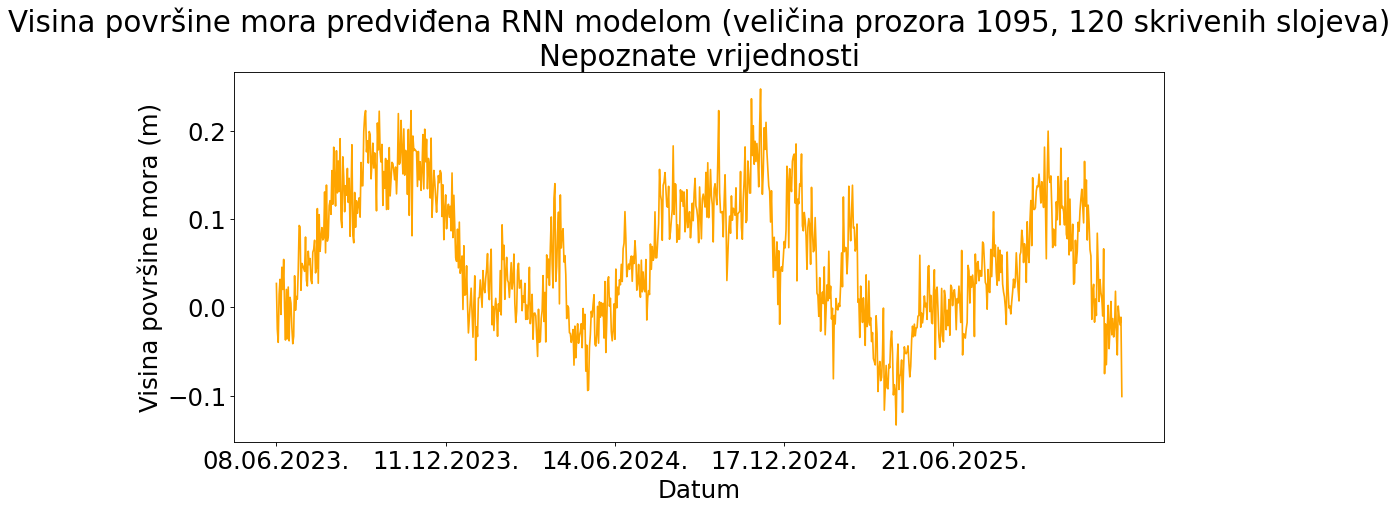 Visina površine mora predviđena RNN modelom (veličina prozora 1095, 120 skrivenih slojeva)
Nepoznate vrijednosti
Visina površine mora (m)
0.2
0.1
0.0
−0.1
08.06.2023. 11.12.2023. 14.06.2024. 17.12.2024. 21.06.2025.
Datum